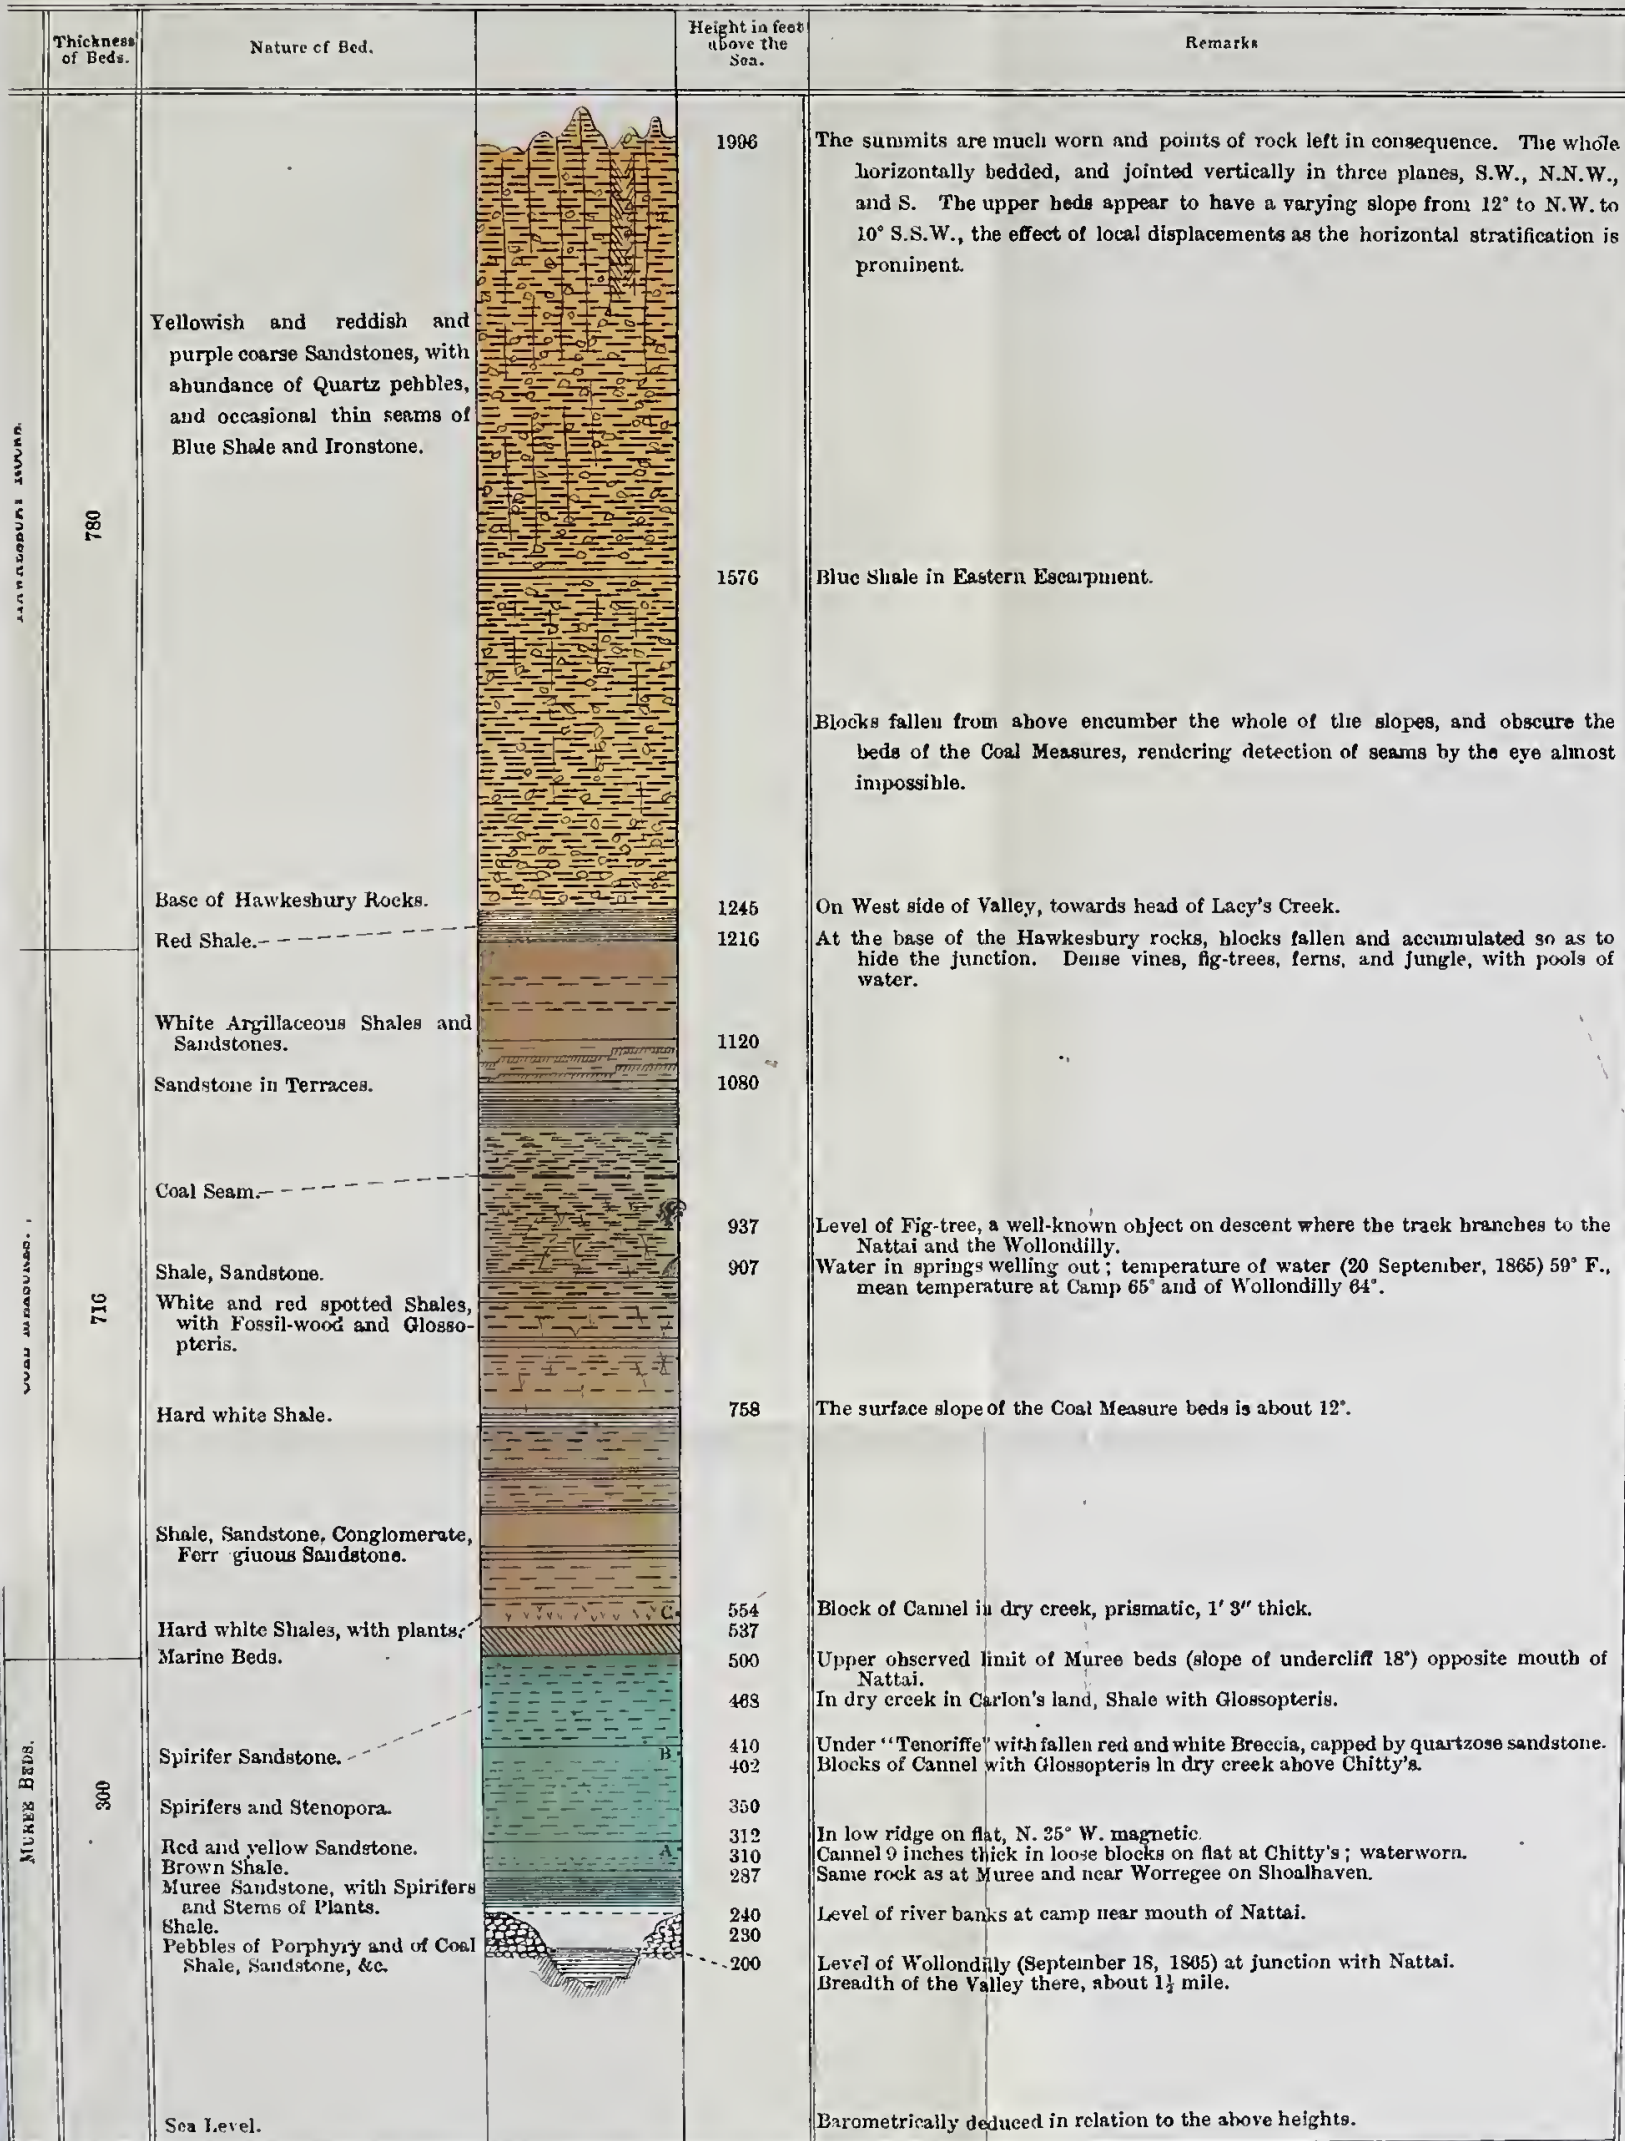 Thickness of Beds.
Nature of Bed.
Height in feet above the Sea.
Remarks
HAWKESBURY ROCKS.
780
Yellowish and reddish and
purple coarse Sandstones, with
abundance of Quartz pebbles,
and occasional thin seams of
Blue Shale and Ironstone.
1996
The summits are much worn and points of rock left in consequence. The whole
horizontally bedded, and jointed vertically in three planes, S.W., N.N.W.,
and S. The upper beds appear to have a varying slope from 12° to N.W. to
10° S.S.W., the effect of local displacements as the horizontal stratification is
prominent.
1576
Blue Shale in Eastern Escarpment.
Blocks fallen from above encumber the whole of the slopes, and obscure the
beds of the Coal Measures, rendering detection of seams by the eye almost
impossible.
Base of Hawkesbury Rocks.
1245
On West side of Valley, towards head of Lacy's Creek.
Red Shale.
1216
At the base of the Hawkesbury rocks, blocks fallen and accumulated so as to
hide the junction. Dense vines, fig-trees, ferns, and jungle, with pools of
water.
COAL MEASURES.
716
White Argillaceous Shales and
Sandstones.
1120
Sandstone in Terraces.
1080
Coal Seam.
937
Level of Fig-tree, a well-known object on descent where the track branches to the
Nattai and the Wollondilly.
Shale, Sandstone.
907
Water in springs welling out; temperature of water (20 September, 1865) 59° F.,
mean temperature at Camp 65° and of Wollondilly 64°.
White and red spotted Shales,
with Fossil-wood and Glosso-
pteris.
Hard white Shale.
758
The surface slope of the Coal Measure beds is about 12°.
Shale, Sandstone, Conglomerate,
Ferr giuous Sandstone.
C
554
Block of Cannel in dry creek, prismatic, 1' 3" thick.
Hard white Shales, with plants.
537
Marine Beds.
500
Upper observed limit of Muree beds (slope of undercliff 18°) opposite mouth of
Nattai.
468
In dry creek in Carlon's land, Shale with Glossopteris.
MUREE BEDS.
300
Spirifer Sandstone.
B
410
Under "Tenoriffe" with fallen red and white Breccia, capped by quartzose sandstone.
402
Blocks of Cannel with Glossopteris in dry creek above Chitty's.
Spirifers and Stenopora.
350
312
In low ridge on flat, N. 35° W. magnetic.
Red and yellow Sandstone.
A
310
Cannel 9 inches thick in loose blocks on flat at Chitty's; waterworn.
Brown Shale.
287
Same rock as at Muree and near Worregee on Shoalhaven.
Muree Sandstone, with Spirifers
and Stems of Plants.
240
Level of river banks at camp near mouth of Nattai.
Shale.
230
Pebbles of Porphyry and of Coal
Shale, Sandstone, &c.
200
Level of Wollondilly (September 18, 1865) at junction with Nattai.
Breadth of the Valley there, about 1½ mile.
Sea Level.
Barometrically deduced in relation to the above heights.